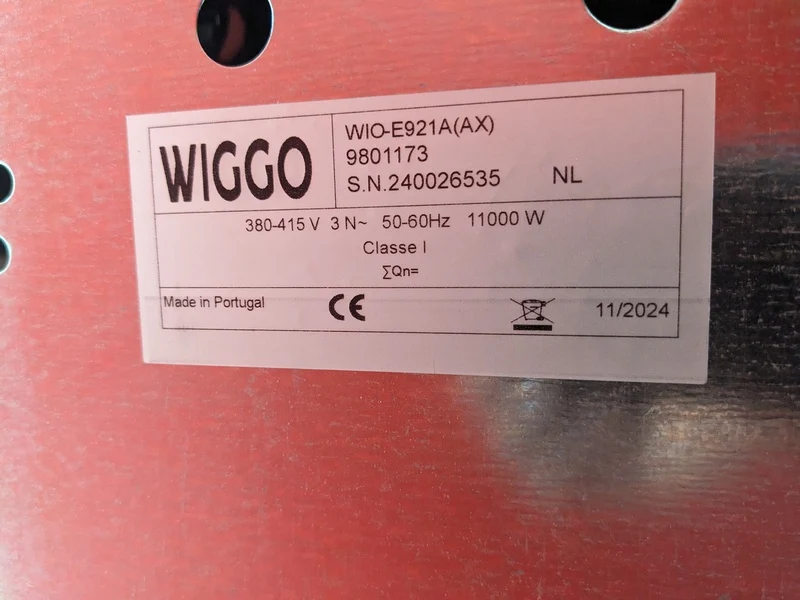 WIGGO
WIO-E921A(AX)
9801173
S.N.240026535 NL
380-415 V 3 N~ 50-60Hz 11000 W
Classe I
∑Qn=
Made in Portugal CE 11/2024